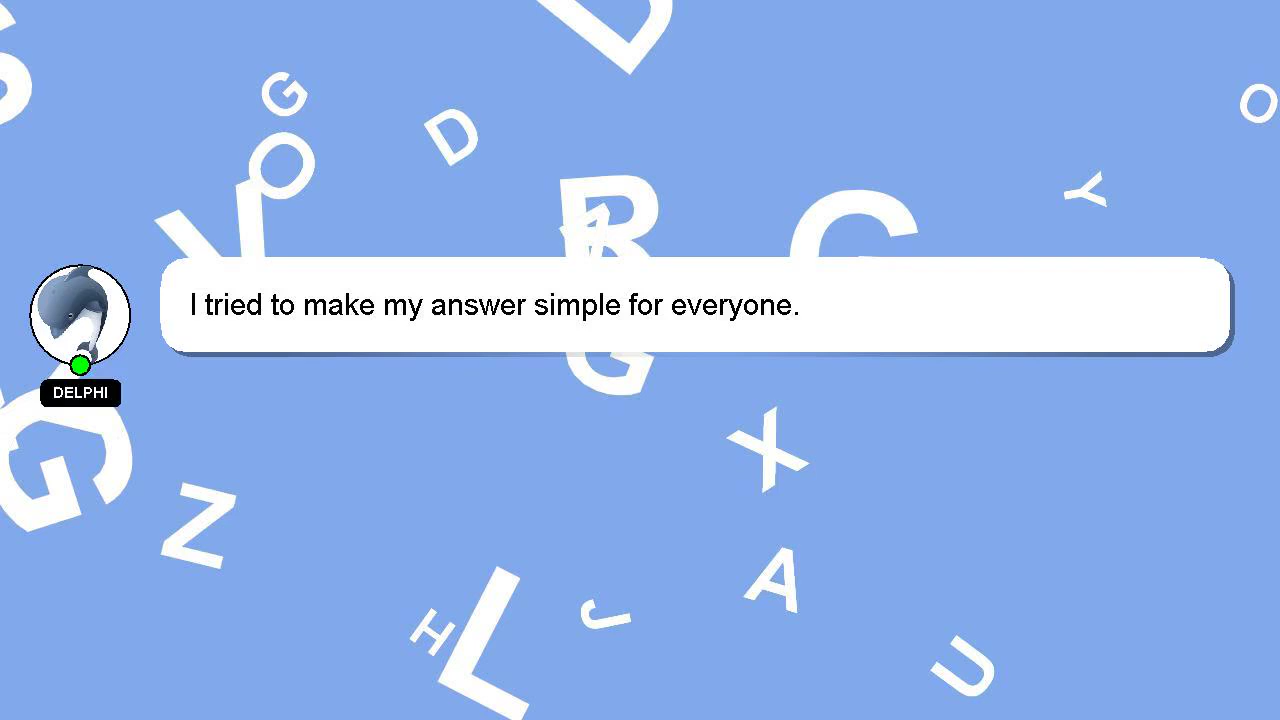 S
D
G
D
O
O
V
R
A
C
Y
I tried to make my answer simple for everyone.
DELPHI
G
G
X
Z
A
H
L
J
U